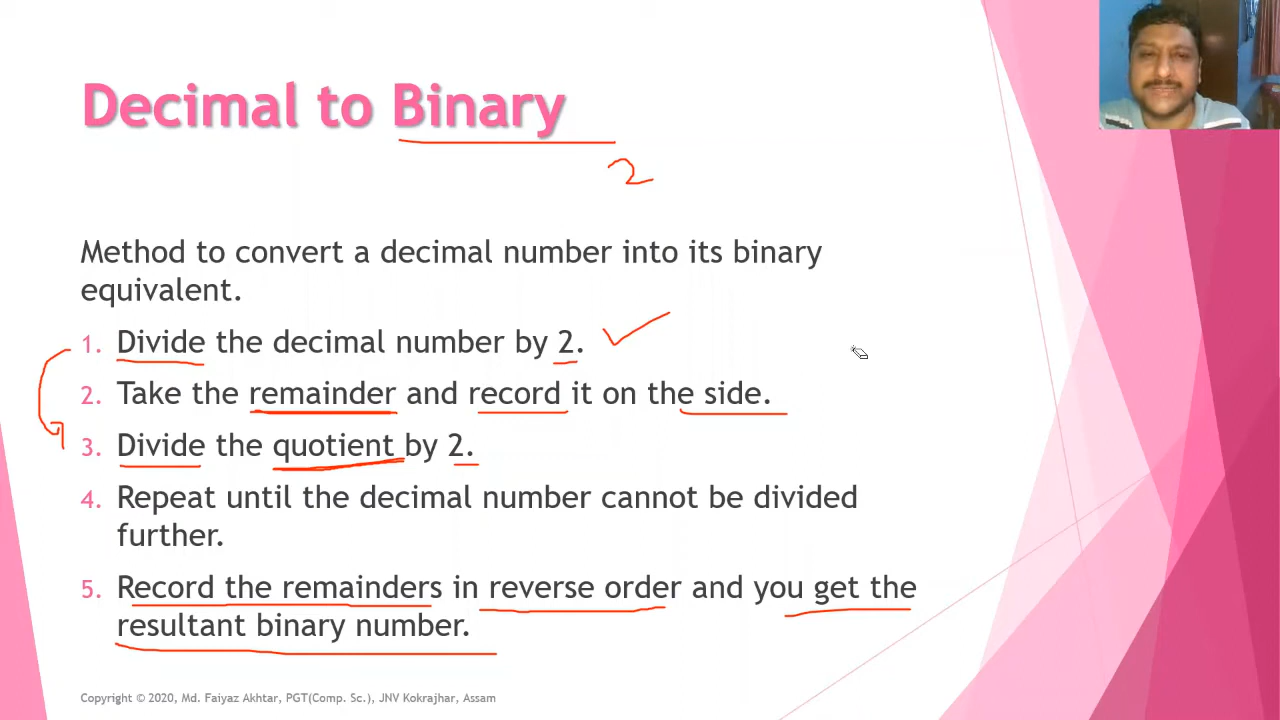 Decimal to Binary
2
Method to convert a decimal number into its binary
equivalent.
1. Divide the decimal number by 2.
2. Take the remainder and record it on the side.
3. Divide the quotient by 2.
4. Repeat until the decimal number cannot be divided
further.
5. Record the remainders in reverse order and you get the
resultant binary number.
Copyright © 2020, Md. Faiyaz Akhtar, PGT(Comp. Sc.), JNV Kokrajhar, Assam